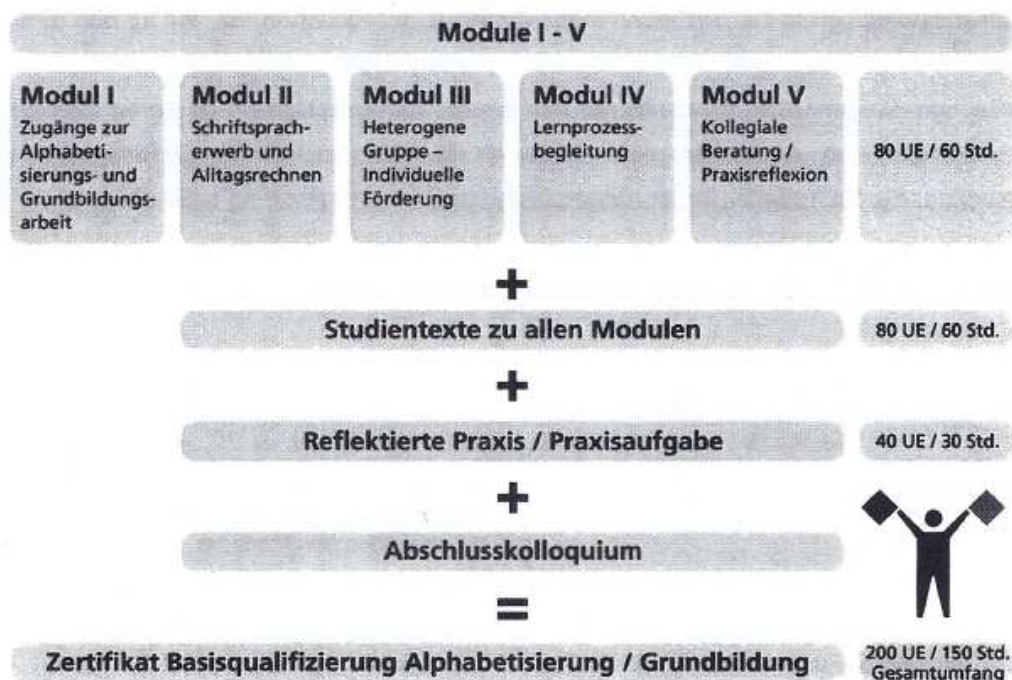 Module I - V
Modul I
Zugänge zur
Alphabeti-
sierungs- und
Grundbildungs-
arbeit
Modul II
Schriftsprach-
erwerb und
Alltagsrechnen
Modul III
Heterogene
Gruppe –
Individuelle
Förderung
Modul IV
Lernprozess-
begleitung
Modul V
Kollegiale
Beratung /
Praxisreflexion
80 UE / 60 Std.
+
Studientexte zu allen Modulen
80 UE / 60 Std.
+
Reflektierte Praxis / Praxisaufgabe
40 UE / 30 Std.
+
Abschlusskolloquium
=
Zertifikat Basisqualifizierung Alphabetisierung / Grundbildung
200 UE / 150 Std.
Gesamtumfang